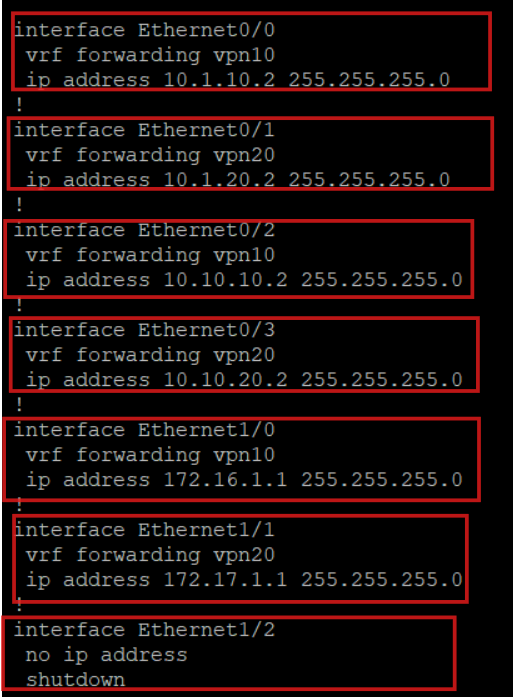 interface Ethernet0/0
vrf forwarding vpn10
ip address 10.1.10.2 255.255.255.0
!
interface Ethernet0/1
vrf forwarding vpn20
ip address 10.1.20.2 255.255.255.0
!
interface Ethernet0/2
vrf forwarding vpn10
ip address 10.10.10.2 255.255.255.0
!
interface Ethernet0/3
vrf forwarding vpn20
ip address 10.10.20.2 255.255.255.0
!
interface Ethernet1/0
vrf forwarding vpn10
ip address 172.16.1.1 255.255.255.0
!
interface Ethernet1/1
vrf forwarding vpn20
ip address 172.17.1.1 255.255.255.0
!
interface Ethernet1/2
no ip address
shutdown